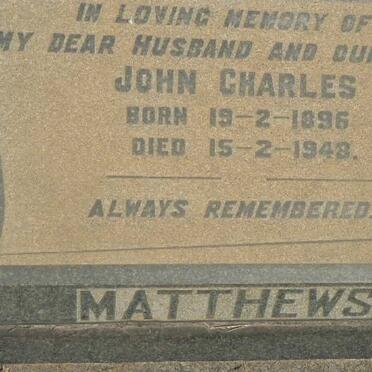 IN LOVING MEMORY OF
MY DEAR HUSBAND AND OUR
JOHN CHARLES
BORN 19-2-1896
DIED 15-2-1948.
ALWAYS REMEMBERED.
MATTHEWS